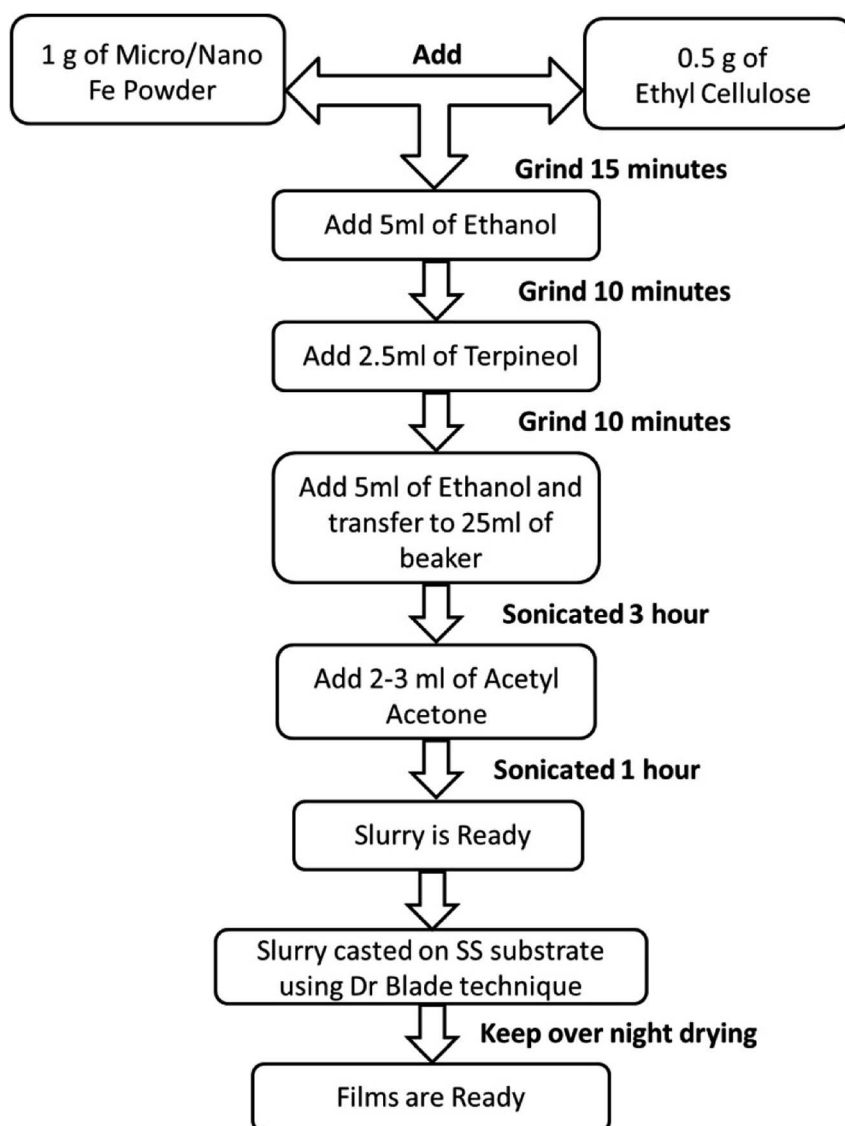 1 g of Micro/Nano
Fe Powder
Add
0.5 g of
Ethyl Cellulose
Grind 15 minutes
Add 5ml of Ethanol
Grind 10 minutes
Add 2.5ml of Terpineol
Grind 10 minutes
Add 5ml of Ethanol and
transfer to 25ml of
beaker
Sonicated 3 hour
Add 2-3 ml of Acetyl
Acetone
Sonicated 1 hour
Slurry is Ready
Slurry casted on SS substrate
using Dr Blade technique
Keep over night drying
Films are Ready